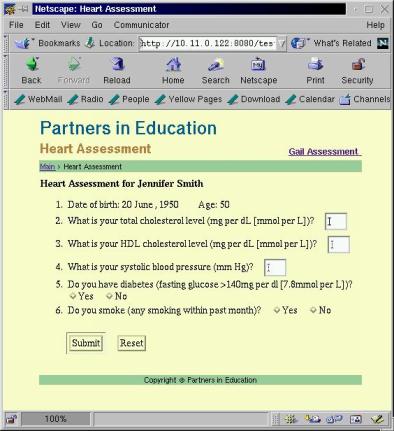 Netscape: Heart Assessment
File Edit View Go Communicator Help
Bookmarks Location: http://10.11.0.122:8080/tes What's Related
Back Forward Reload Home Search Netscape Print Security
WebMail Radio People Yellow Pages Download Calendar Channels
Partners in Education
Heart Assessment
Gail Assessment
Main > Heart Assessment
Heart Assessment for Jennifer Smith
1. Date of birth: 20 June , 1950 Age: 50
2. What is your total cholesterol level (mg per dL [mmol per L])?
3. What is your HDL cholesterol level (mg per dL [mmol per L])?
4. What is your systolic blood pressure (mm Hg)?
5. Do you have diabetes (fasting glucose >140mg per dl [7.8mmol per L])?
Yes No
6. Do you smoke (any smoking within past month)? Yes No
Submit Reset
Copyright @ Partners in Education
100%